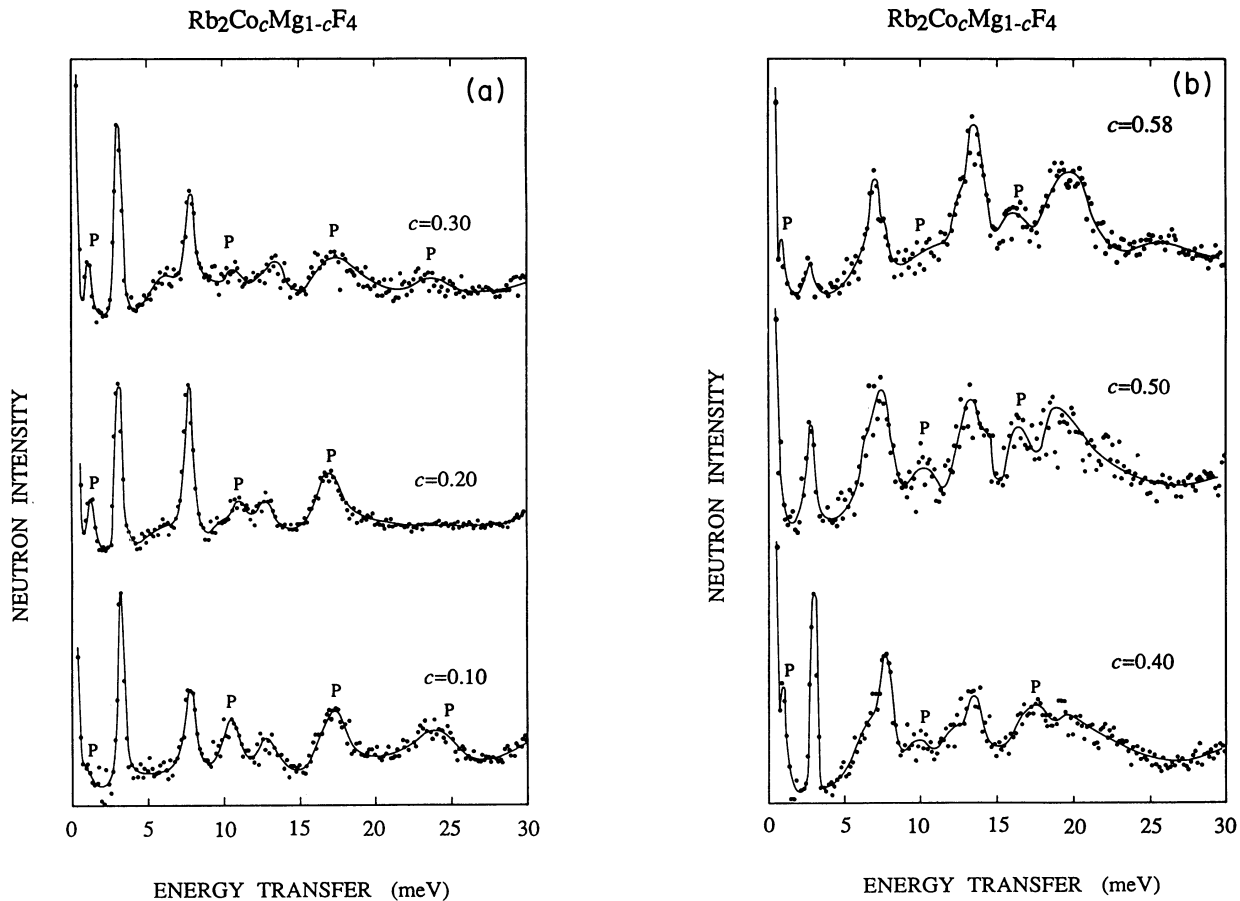 Rb2CocMg1-cF4
(a)
P
P
P
P
c=0.30
P
P
P
c=0.20
P
P
P
P
c=0.10
NEUTRON INTENSITY
0 5 10 15 20 25 30
ENERGY TRANSFER (meV)
Rb2CocMg1-cF4
(b)
c=0.58
P
P
P
c=0.50
P
P
c=0.40
P
P
P
NEUTRON INTENSITY
0 5 10 15 20 25 30
ENERGY TRANSFER (meV)